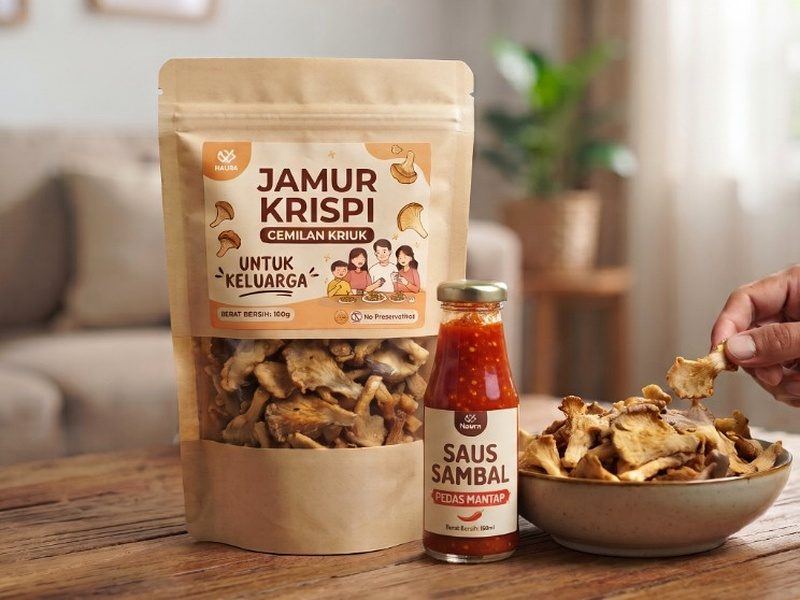 HAURA
JAMUR
KRISPI
CEMILAN KRIUK
UNTUK
KELUARGA
BERAT BERSIH: 100g
No Preservatives
Naura
SAUS
SAMBAL
PEDAS MANTAP
Berat Bersih: 150ml